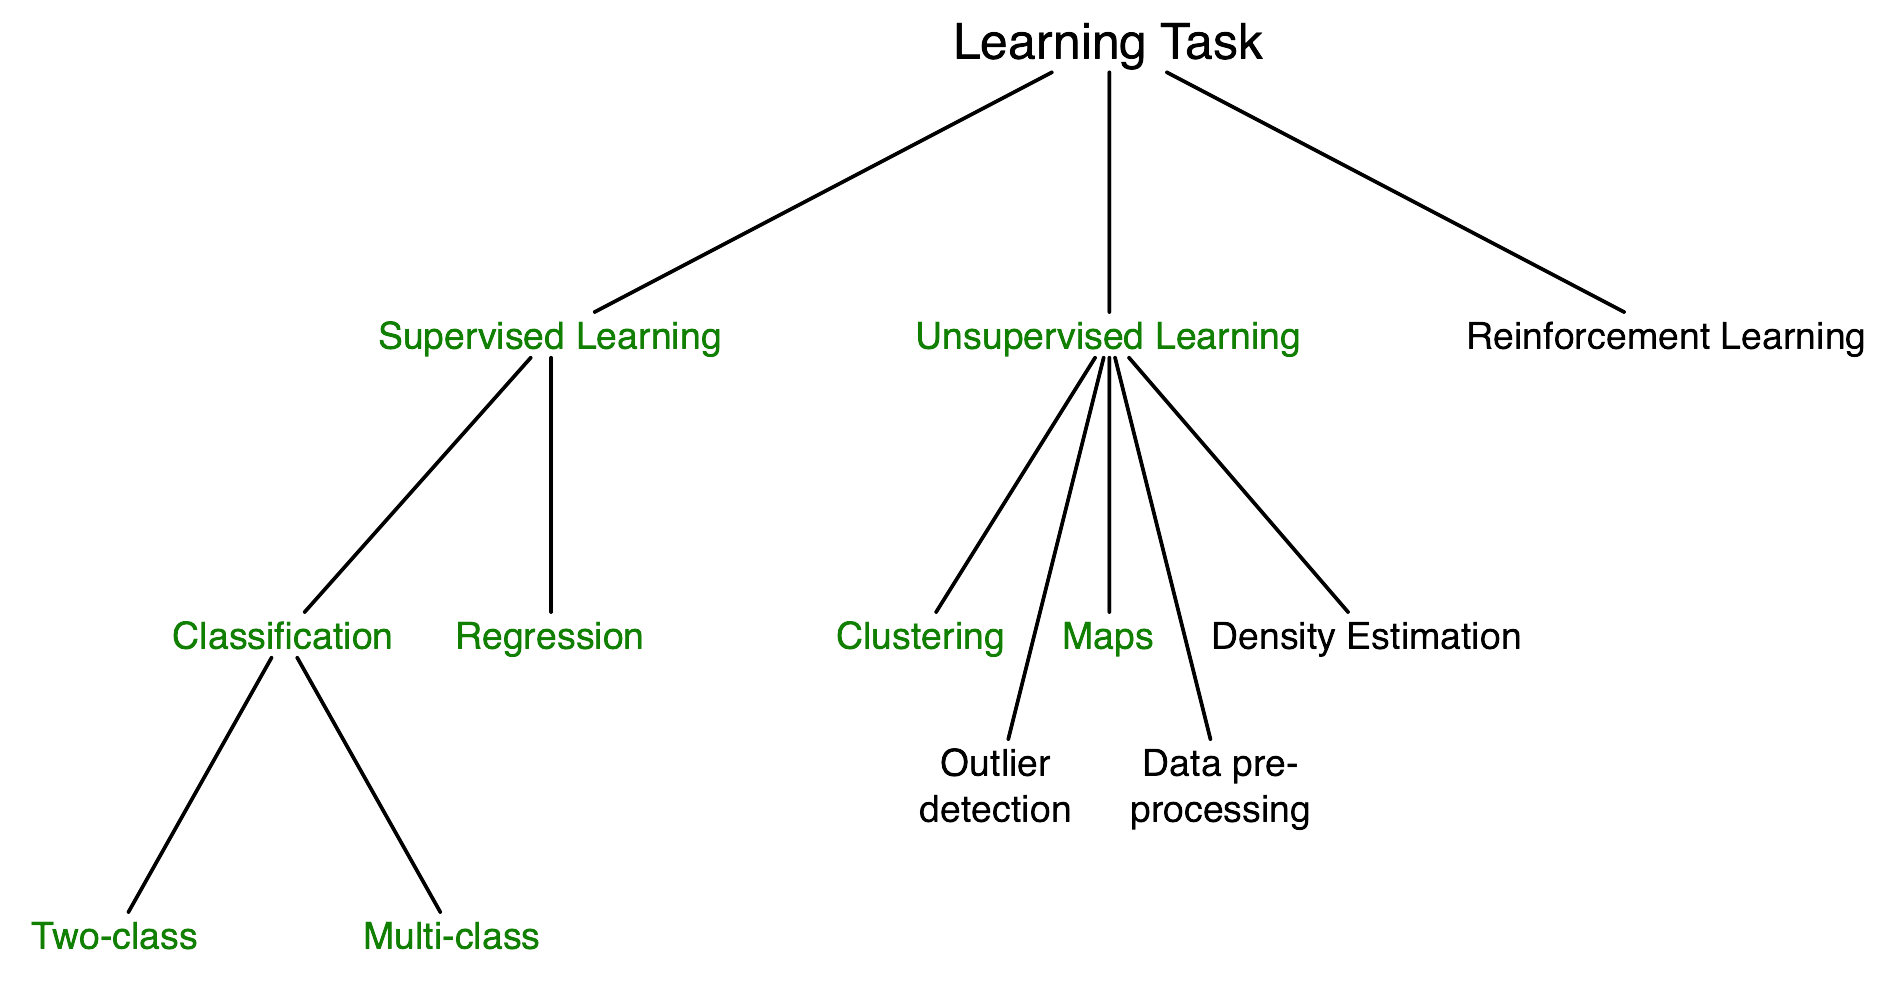 Learning Task
Supervised Learning
Unsupervised Learning
Reinforcement Learning
Classification
Regression
Clustering
Maps
Density Estimation
Outlier
detection
Data pre-
processing
Two-class
Multi-class